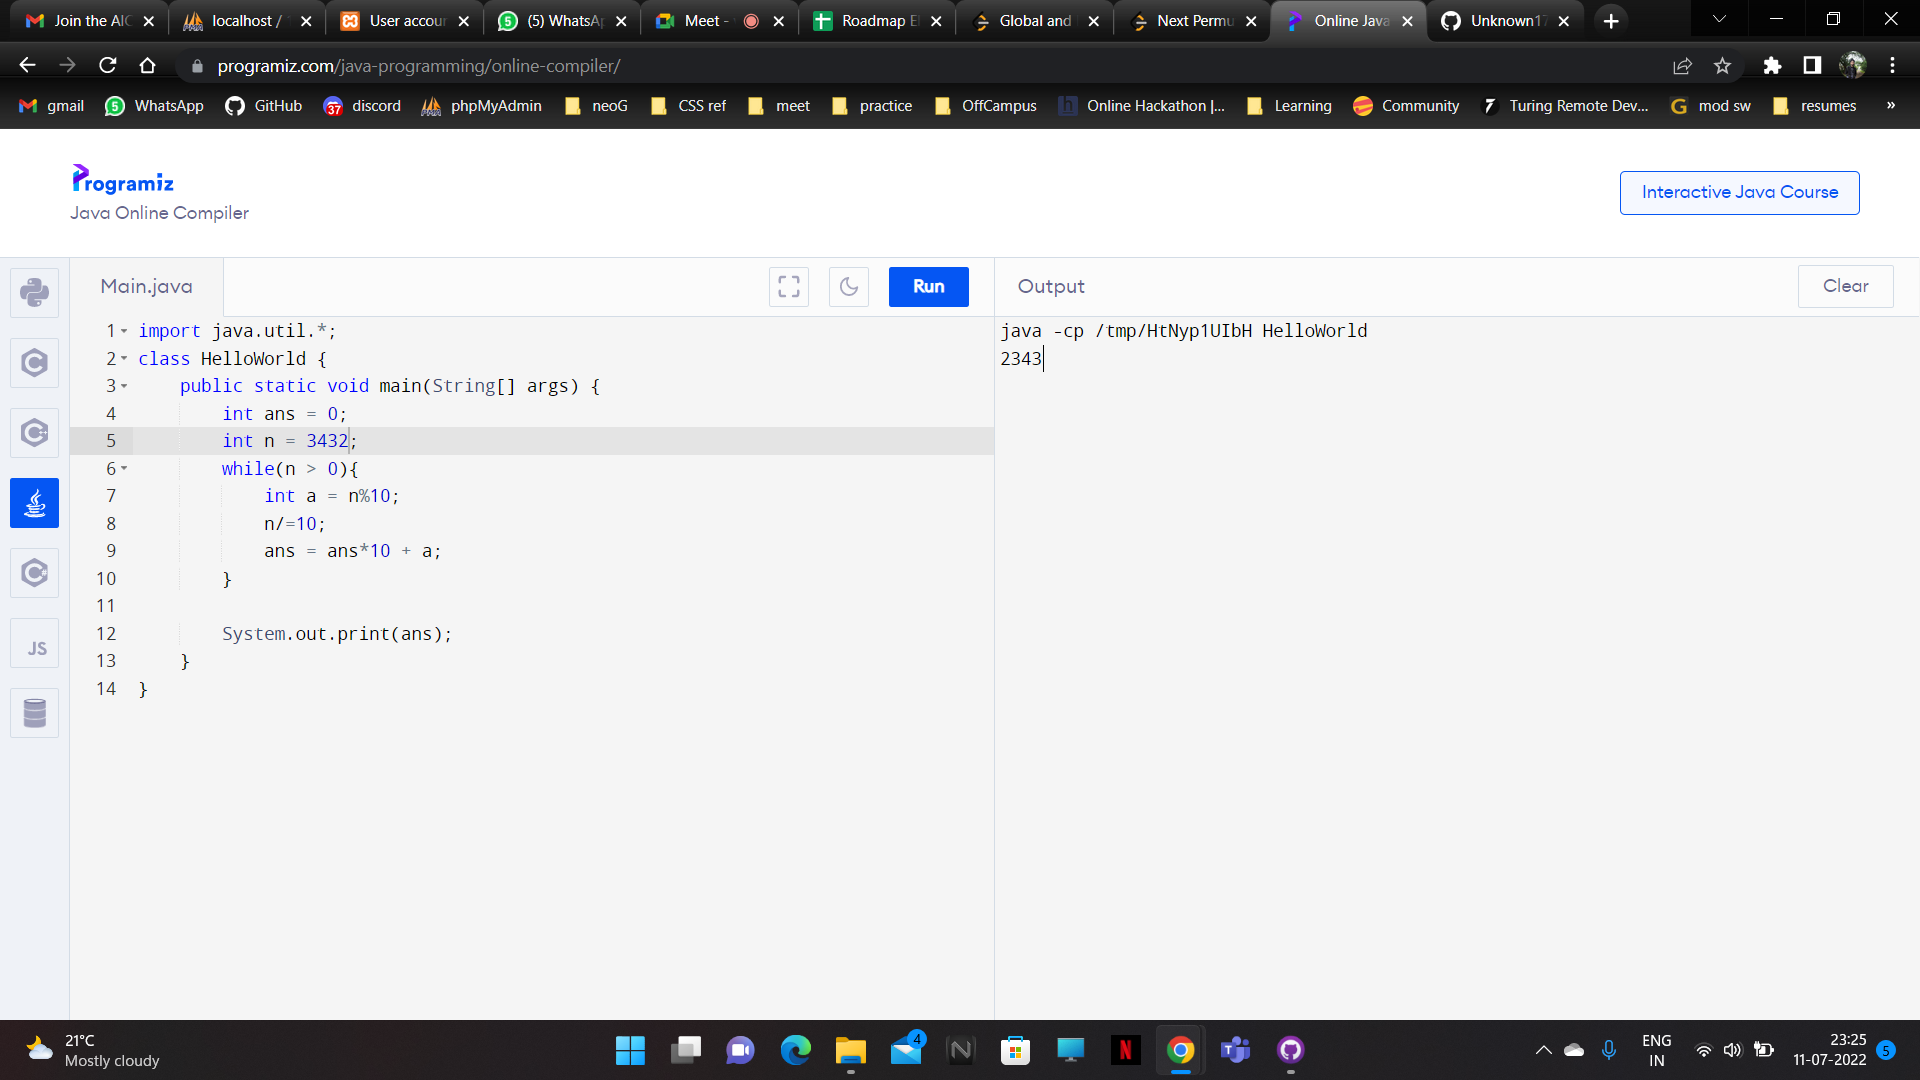 Join the AIC
localhost /
User accour
(5) WhatsAp
Meet -
Roadmap El
Global and
Next Permu
Online Java
Unknown17
programiz.com/java-programming/online-compiler/
gmail
WhatsApp
GitHub
37 discord
phpMyAdmin
neoG
CSS ref
meet
practice
OffCampus
h Online Hackathon |...
Learning
Community
Turing Remote Dev...
G mod sw
resumes
»
Programiz
Java Online Compiler
Interactive Java Course
Main.java
Run
Output
Clear
1 import java.util.*;
2 class HelloWorld {
3 public static void main(String[] args) {
4 int ans = 0;
5 int n = 3432;
6 while(n > 0){
7 int a = n%10;
8 n/=10;
9 ans = ans*10 + a;
10 }
11
12 System.out.print(ans);
13 }
14 }
java -cp /tmp/HtNyp1UIbH HelloWorld
2343
JS
21°C
Mostly cloudy
4
ENG
IN
23:25
11-07-2022
5